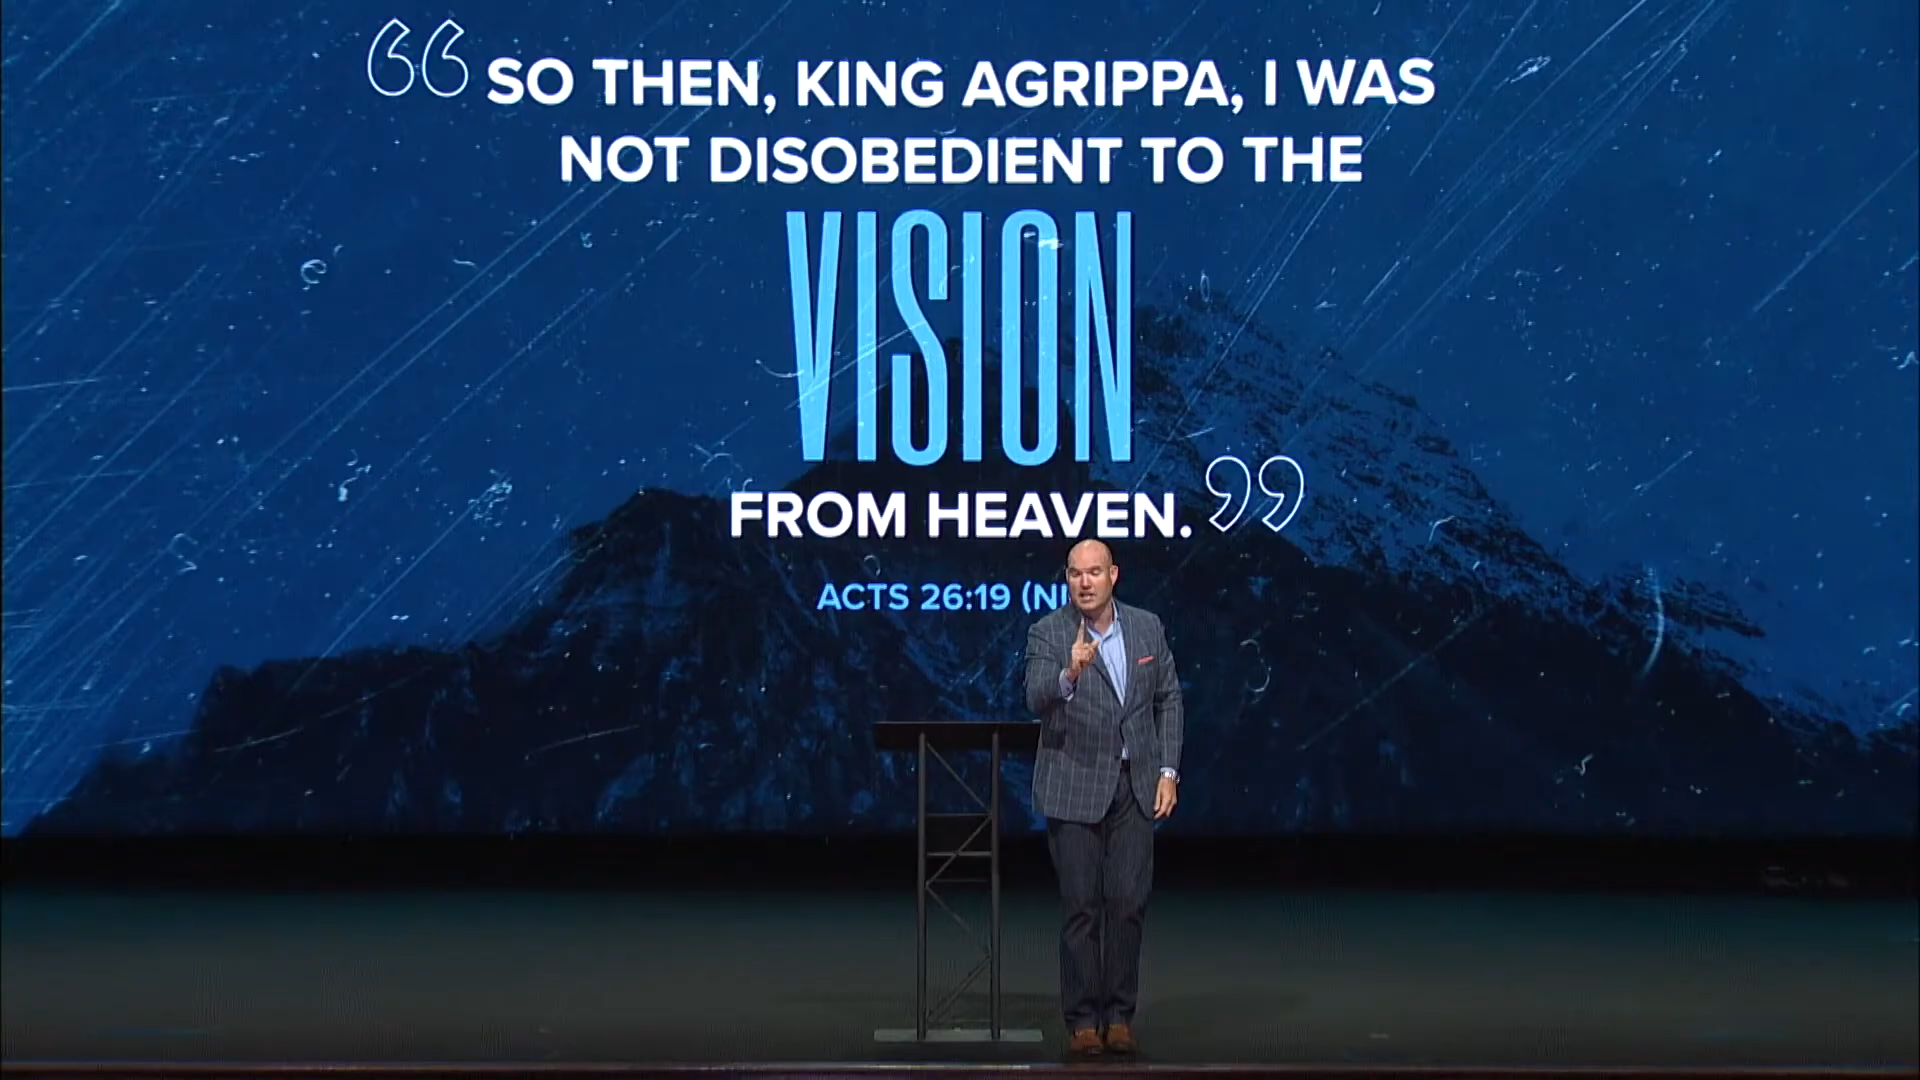 “SO THEN, KING AGRIPPA, I WAS
NOT DISOBEDIENT TO THE
VISION
FROM HEAVEN.”
ACTS 26:19